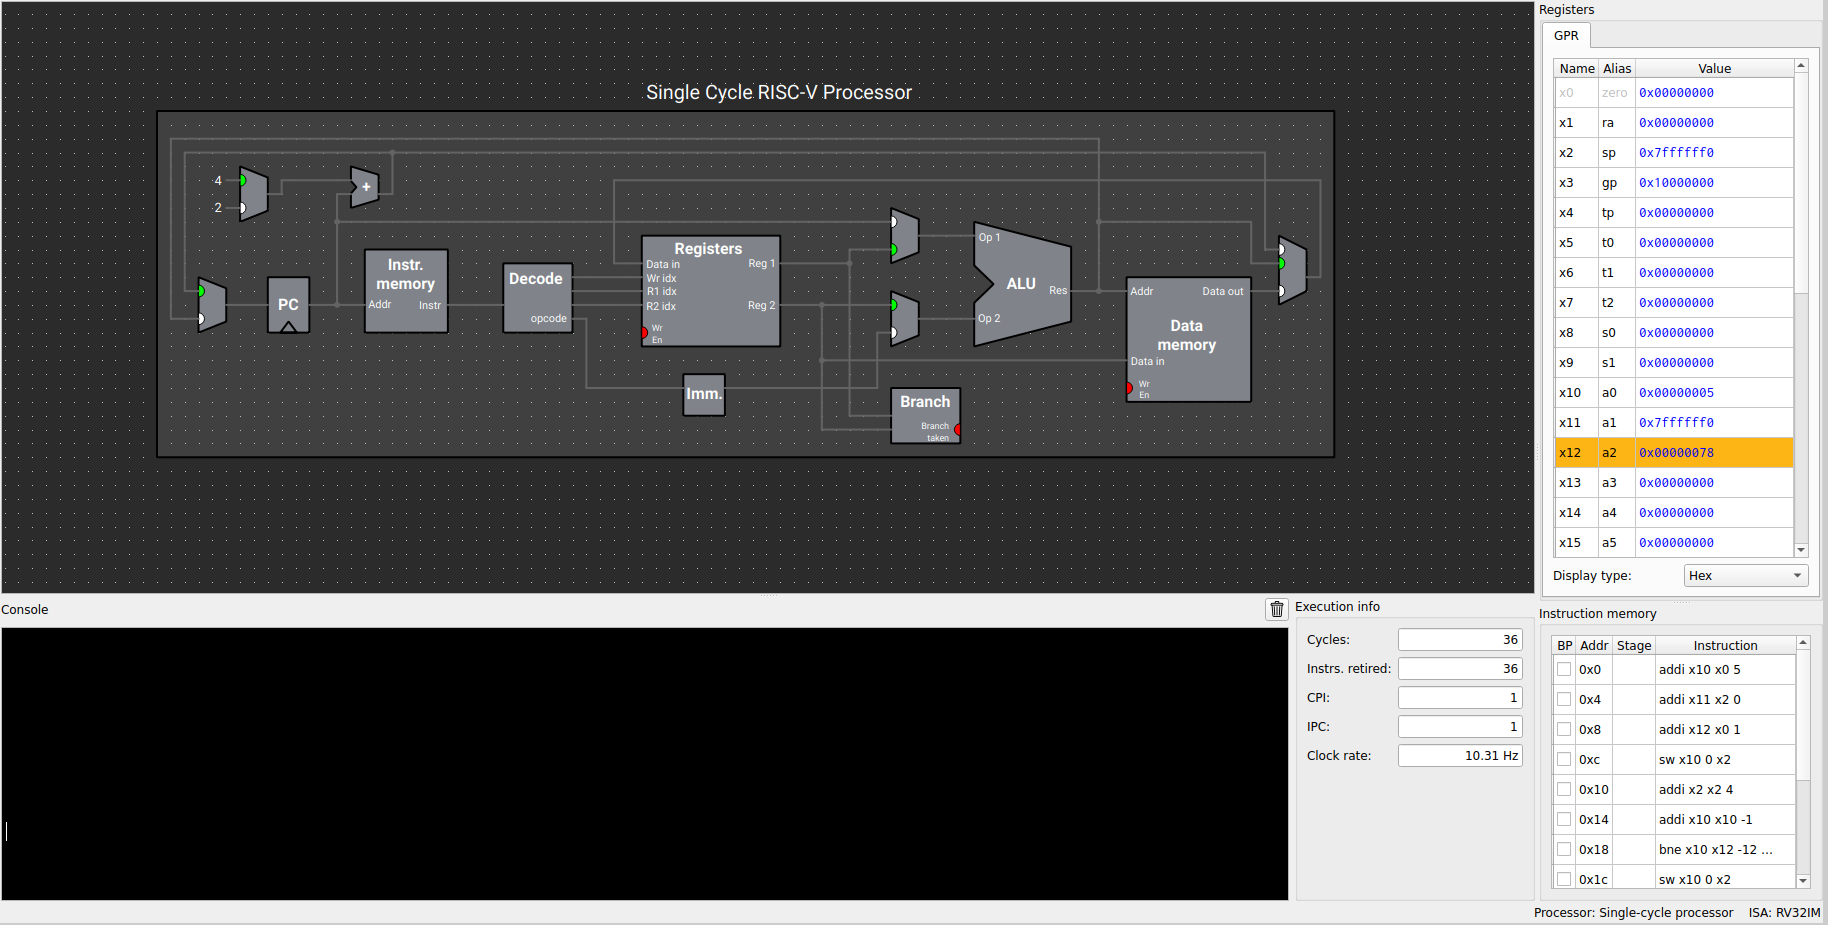 Single Cycle RISC-V Processor
4
2
+
PC
Instr.
memory
Addr
Instr
Decode
opcode
Registers
Data in
Wr idx
R1 idx
R2 idx
Wr
En
Reg 1
Reg 2
Imm.
Op 1
Op 2
ALU
Res
Branch
Branch
taken
Addr
Data out
Data
memory
Data in
Wr
En
Registers
GPR
Name Alias Value
x0 zero 0x00000000
x1 ra 0x00000000
x2 sp 0x7ffffff0
x3 gp 0x10000000
x4 tp 0x00000000
x5 t0 0x00000000
x6 t1 0x00000000
x7 t2 0x00000000
x8 s0 0x00000000
x9 s1 0x00000000
x10 a0 0x00000005
x11 a1 0x7ffffff0
x12 a2 0x00000078
x13 a3 0x00000000
x14 a4 0x00000000
x15 a5 0x00000000
Display type: Hex
Console
Execution info
Cycles: 36
Instrs. retired: 36
CPI: 1
IPC: 1
Clock rate: 10.31 Hz
Instruction memory
BP Addr Stage Instruction
0x0 addi x10 x0 5
0x4 addi x11 x2 0
0x8 addi x12 x0 1
0xc sw x10 0 x2
0x10 addi x2 x2 4
0x14 addi x10 x10 -1
0x18 bne x10 x12 -12 ...
0x1c sw x10 0 x2
Processor: Single-cycle processor ISA: RV32IM